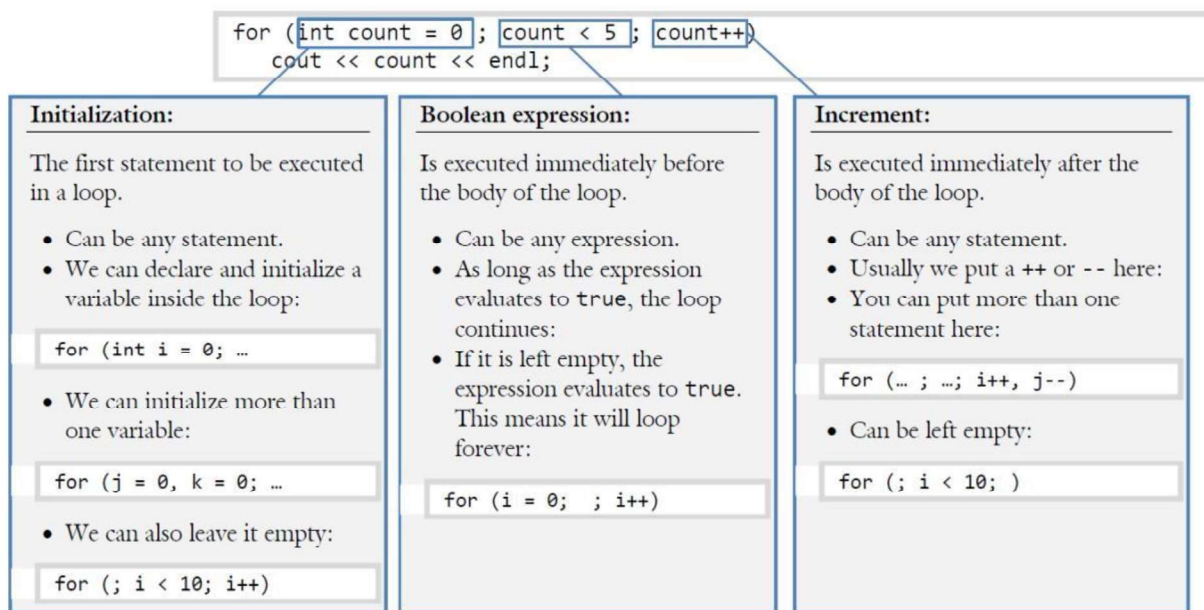 for (int count = 0 ; count < 5 ; count++)
cout << count << endl;
Initialization:
The first statement to be executed
in a loop.
• Can be any statement.
• We can declare and initialize a
variable inside the loop:
for (int i = 0; …
• We can initialize more than
one variable:
for (j = 0, k = 0; …
• We can also leave it empty:
for (; i < 10; i++)
Boolean expression:
Is executed immediately before
the body of the loop.
• Can be any expression.
• As long as the expression
evaluates to true, the loop
continues:
• If it is left empty, the
expression evaluates to true.
This means it will loop
forever:
for (i = 0;  ; i++)
Increment:
Is executed immediately after the
body of the loop.
• Can be any statement.
• Usually we put a ++ or -- here:
• You can put more than one
statement here:
for (… ; …; i++, j--)
• Can be left empty:
for (; i < 10; )